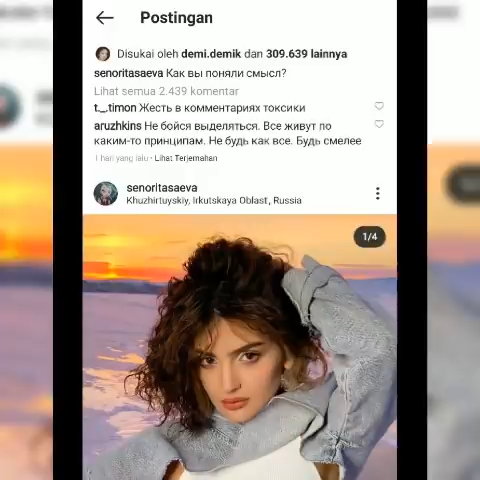 Postingan
Disukai oleh demi.demik dan 309.639 lainnya
senoritasaeva Как вы поняли смысл?
Lihat semua 2.439 komentar
t._.timon Жесть в комментариях токсики
aruzhkins Не бойся выделяться. Все живут по
каким-то принципам. Не будь как все. Будь смелее
1 hari yang lalu • Lihat Terjemahan
senoritasaeva
Khuzhirtuyskiy, Irkutskaya Oblast', Russia
1/4